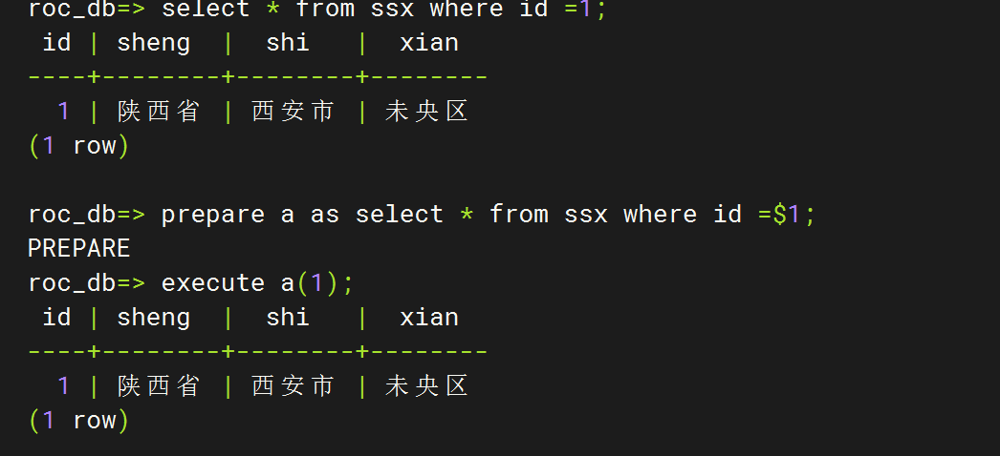 roc_db=> select * from ssx where id =1;
 id | sheng  |  shi   |  xian
----+--------+--------+--------
  1 | 陕西省 | 西安市 | 未央区
(1 row)
roc_db=> prepare a as select * from ssx where id =$1;
PREPARE
roc_db=> execute a(1);
 id | sheng  |  shi   |  xian
----+--------+--------+--------
  1 | 陕西省 | 西安市 | 未央区
(1 row)